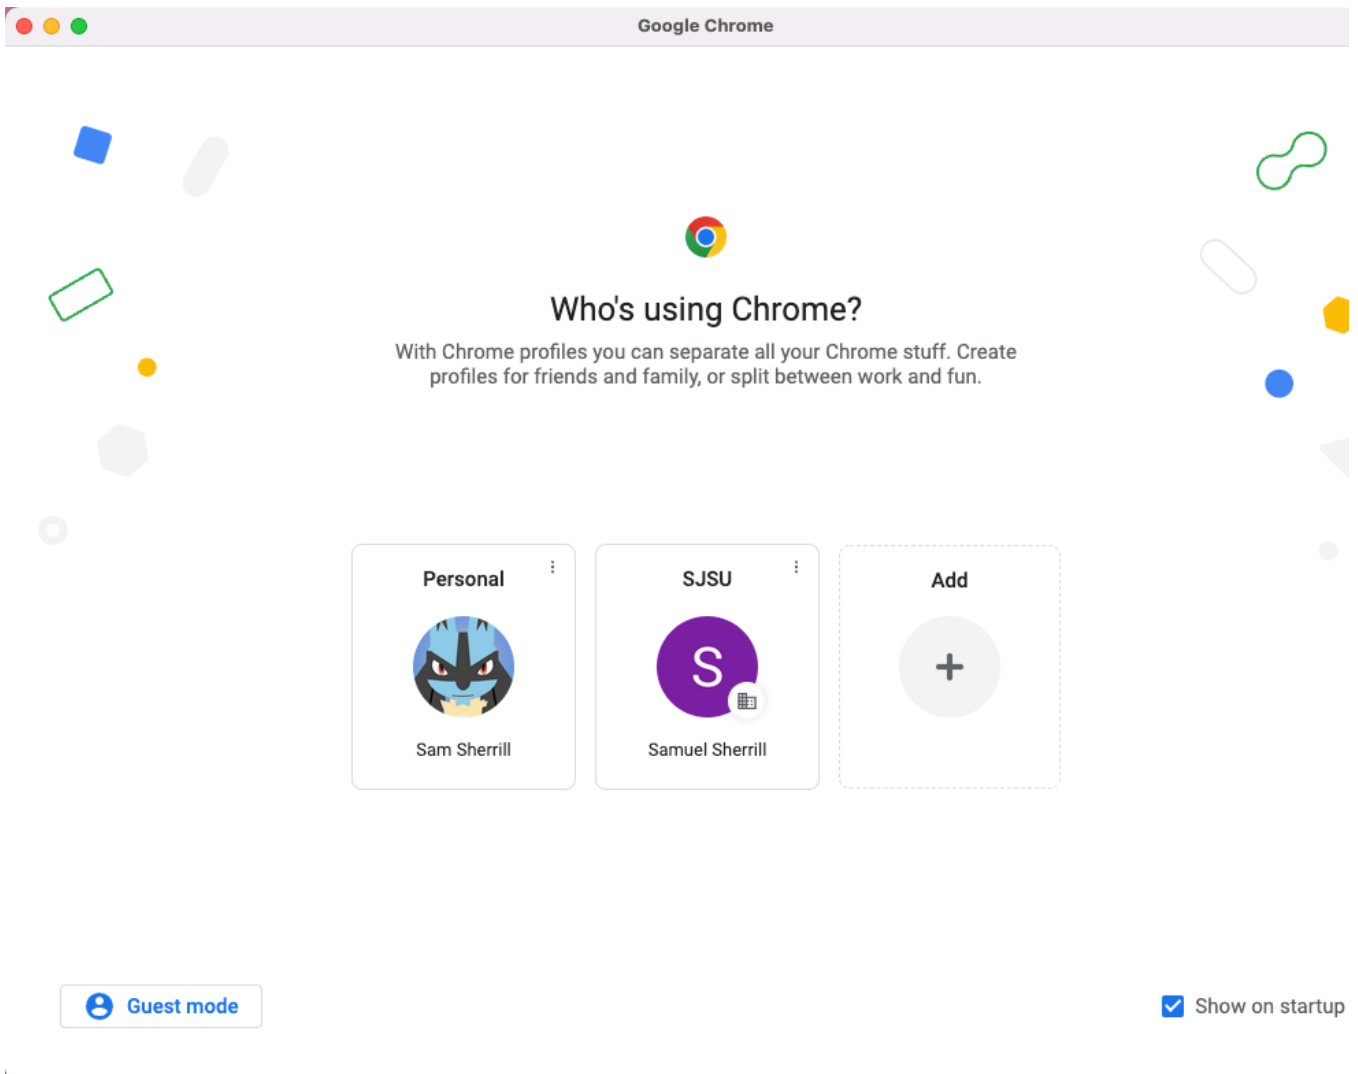 Google Chrome
Who's using Chrome?
With Chrome profiles you can separate all your Chrome stuff. Create
profiles for friends and family, or split between work and fun.
Personal
Sam Sherrill
SJSU
S
Samuel Sherrill
Add
Guest mode
Show on startup